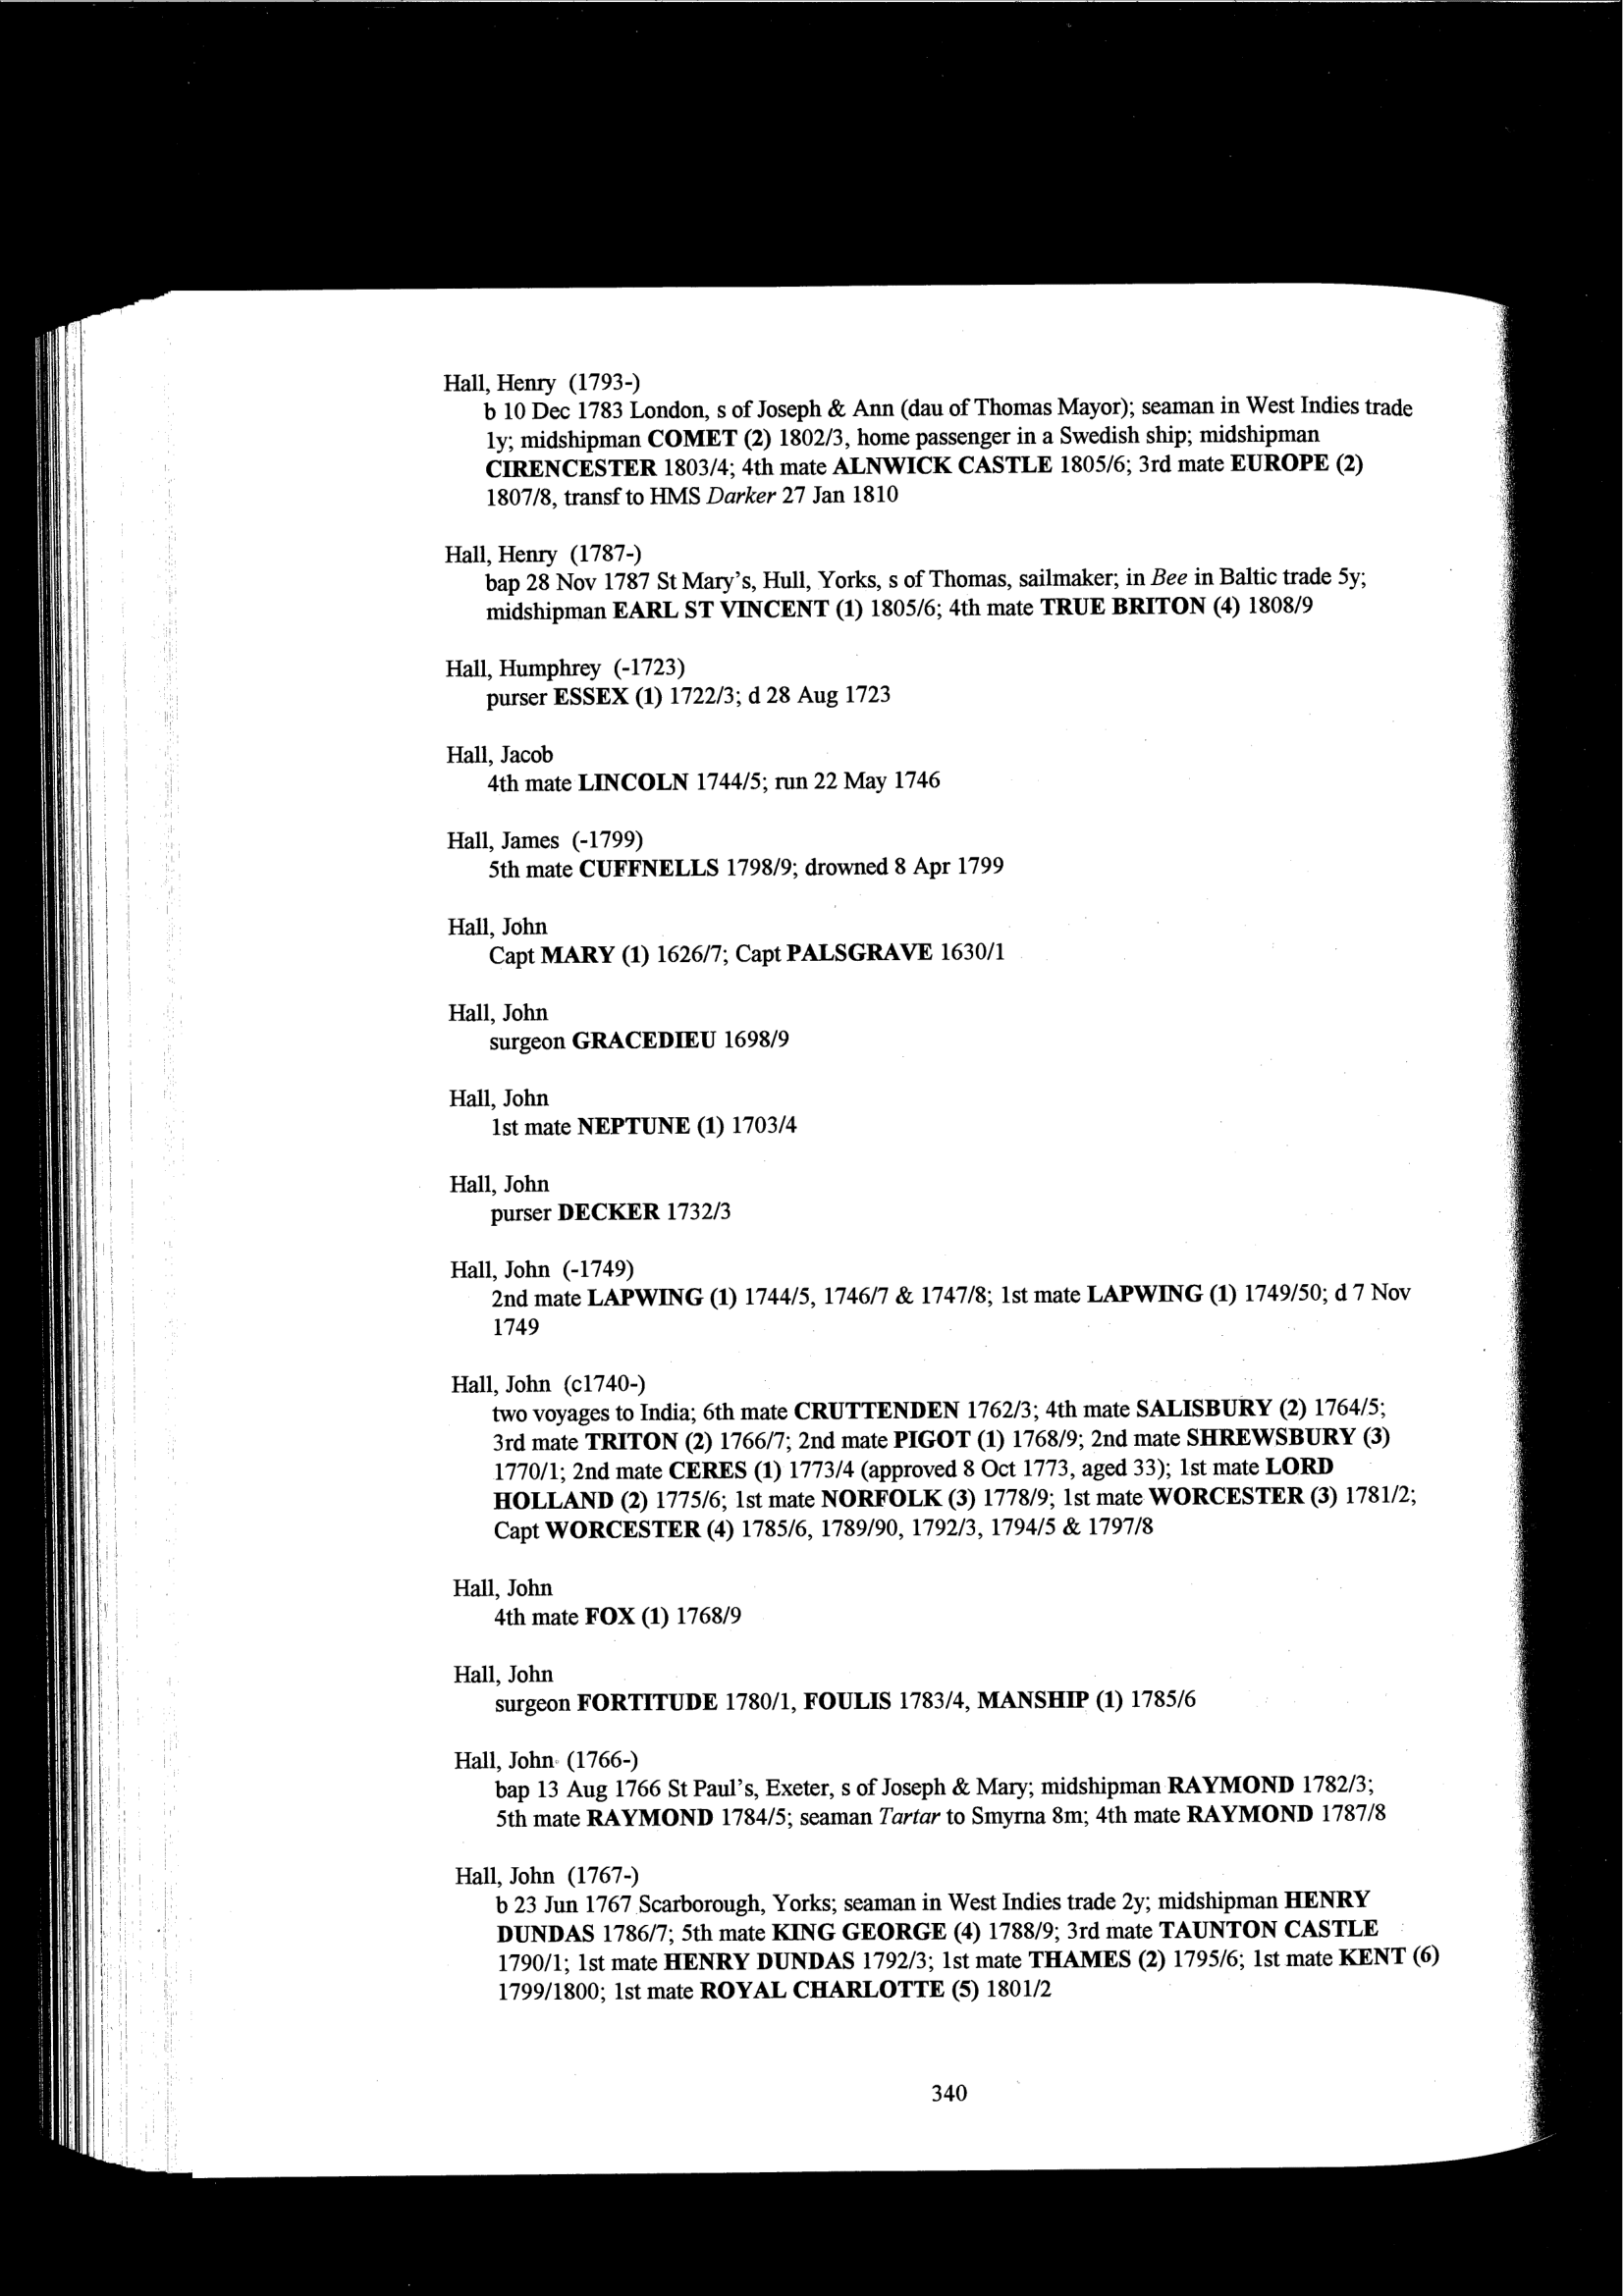 Hall, Henry (1793-)
b 10 Dec 1783 London, s of Joseph & Ann (dau of Thomas Mayor); seaman in West Indies trade
1y; midshipman COMET (2) 1802/3, home passenger in a Swedish ship; midshipman
CIRENCESTER 1803/4; 4th mate ALNWICK CASTLE 1805/6; 3rd mate EUROPE (2)
1807/8, transf to HMS Darker 27 Jan 1810
Hall, Henry (1787-)
bap 28 Nov 1787 St Mary's, Hull, Yorks, s of Thomas, sailmaker; in Bee in Baltic trade 5y;
midshipman EARL ST VINCENT (1) 1805/6; 4th mate TRUE BRITON (4) 1808/9
Hall, Humphrey (-1723)
purser ESSEX (1) 1722/3; d 28 Aug 1723
Hall, Jacob
4th mate LINCOLN 1744/5; run 22 May 1746
Hall, James (-1799)
5th mate CUFFNELLS 1798/9; drowned 8 Apr 1799
Hall, John
Capt MARY (1) 1626/7; Capt PALSGRAVE 1630/1
Hall, John
surgeon GRACEDIEU 1698/9
Hall, John
1st mate NEPTUNE (1) 1703/4
Hall, John
purser DECKER 1732/3
Hall, John (-1749)
2nd mate LAPWING (1) 1744/5, 1746/7 & 1747/8; 1st mate LAPWING (1) 1749/50; d 7 Nov
1749
Hall, John (c1740-)
two voyages to India; 6th mate CRUTTENDEN 1762/3; 4th mate SALISBURY (2) 1764/5;
3rd mate TRITON (2) 1766/7; 2nd mate PIGOT (1) 1768/9; 2nd mate SHREWSBURY (3)
1770/1; 2nd mate CERES (1) 1773/4 (approved 8 Oct 1773, aged 33); 1st mate LORD
HOLLAND (2) 1775/6; 1st mate NORFOLK (3) 1778/9; 1st mate WORCESTER (3) 1781/2;
Capt WORCESTER (4) 1785/6, 1789/90, 1792/3, 1794/5 & 1797/8
Hall, John
4th mate FOX (1) 1768/9
Hall, John
surgeon FORTITUDE 1780/1, FOULIS 1783/4, MANSHIP (1) 1785/6
Hall, John (1766-)
bap 13 Aug 1766 St Paul's, Exeter, s of Joseph & Mary; midshipman RAYMOND 1782/3;
5th mate RAYMOND 1784/5; seaman Tartar to Smyrna 8m; 4th mate RAYMOND 1787/8
Hall, John (1767-)
b 23 Jun 1767 Scarborough, Yorks; seaman in West Indies trade 2y; midshipman HENRY
DUNDAS 1786/7; 5th mate KING GEORGE (4) 1788/9; 3rd mate TAUNTON CASTLE
1790/1; 1st mate HENRY DUNDAS 1792/3; 1st mate THAMES (2) 1795/6; 1st mate KENT (6)
1799/1800; 1st mate ROYAL CHARLOTTE (5) 1801/2
340